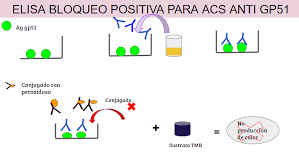 ELISA BLOQUEO POSITIVA PARA ACS ANTI GP51
Ag gp51
Conjugado con
peroxidasa
Conjugado
+
=
No
producción
de color
Sustrato TMB